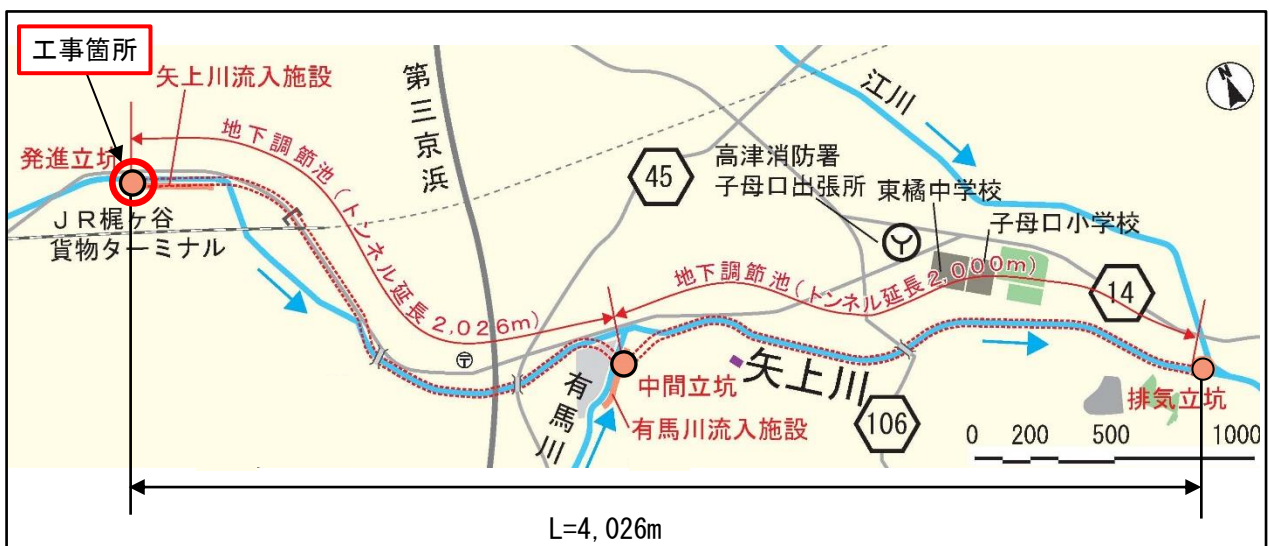 工事箇所
矢上川流入施設
発進立坑
JR梶ヶ谷
貨物ターミナル
地下調節池(トンネル延長2,026m)
第三京浜
45
高津消防署
子母口出張所
東橘中学校
子母口小学校
江川
N
地下調節池(トンネル延長2,000m)
14
〒
有馬川
中間立坑
有馬川流入施設
矢上川
106
排気立坑
0 200 500 1000
L=4,026m